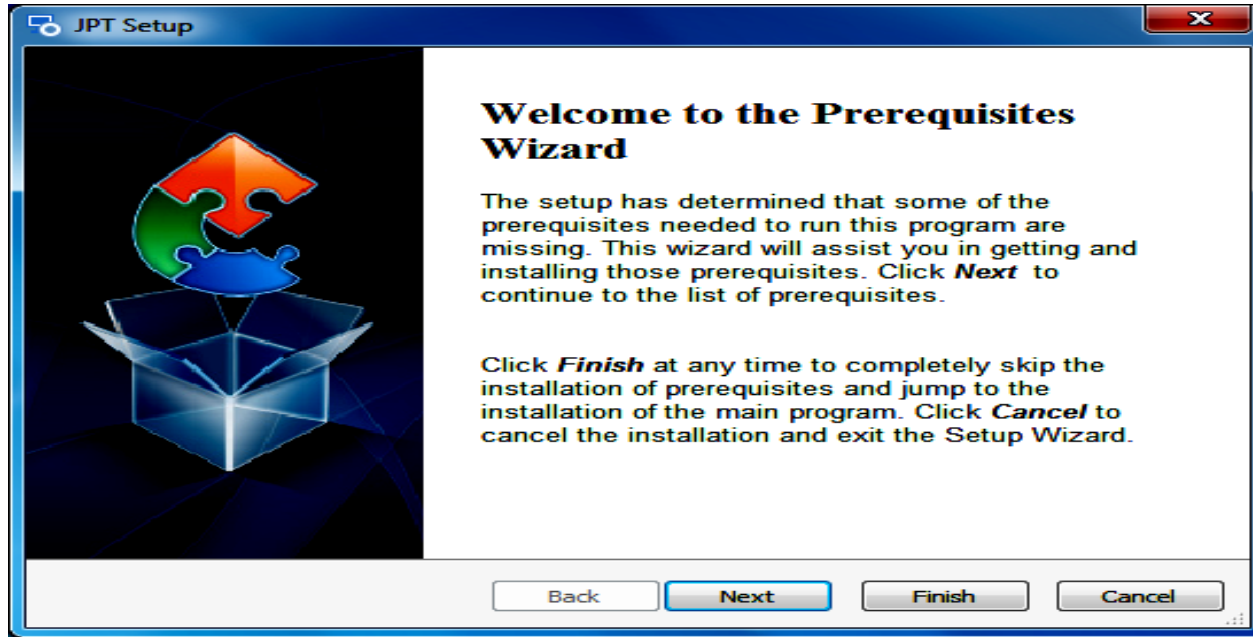 JPT Setup
Welcome to the Prerequisites
Wizard
The setup has determined that some of the
prerequisites needed to run this program are
missing. This wizard will assist you in getting and
installing those prerequisites. Click Next to
continue to the list of prerequisites.
Click Finish at any time to completely skip the
installation of prerequisites and jump to the
installation of the main program. Click Cancel to
cancel the installation and exit the Setup Wizard.
Back Next Finish Cancel